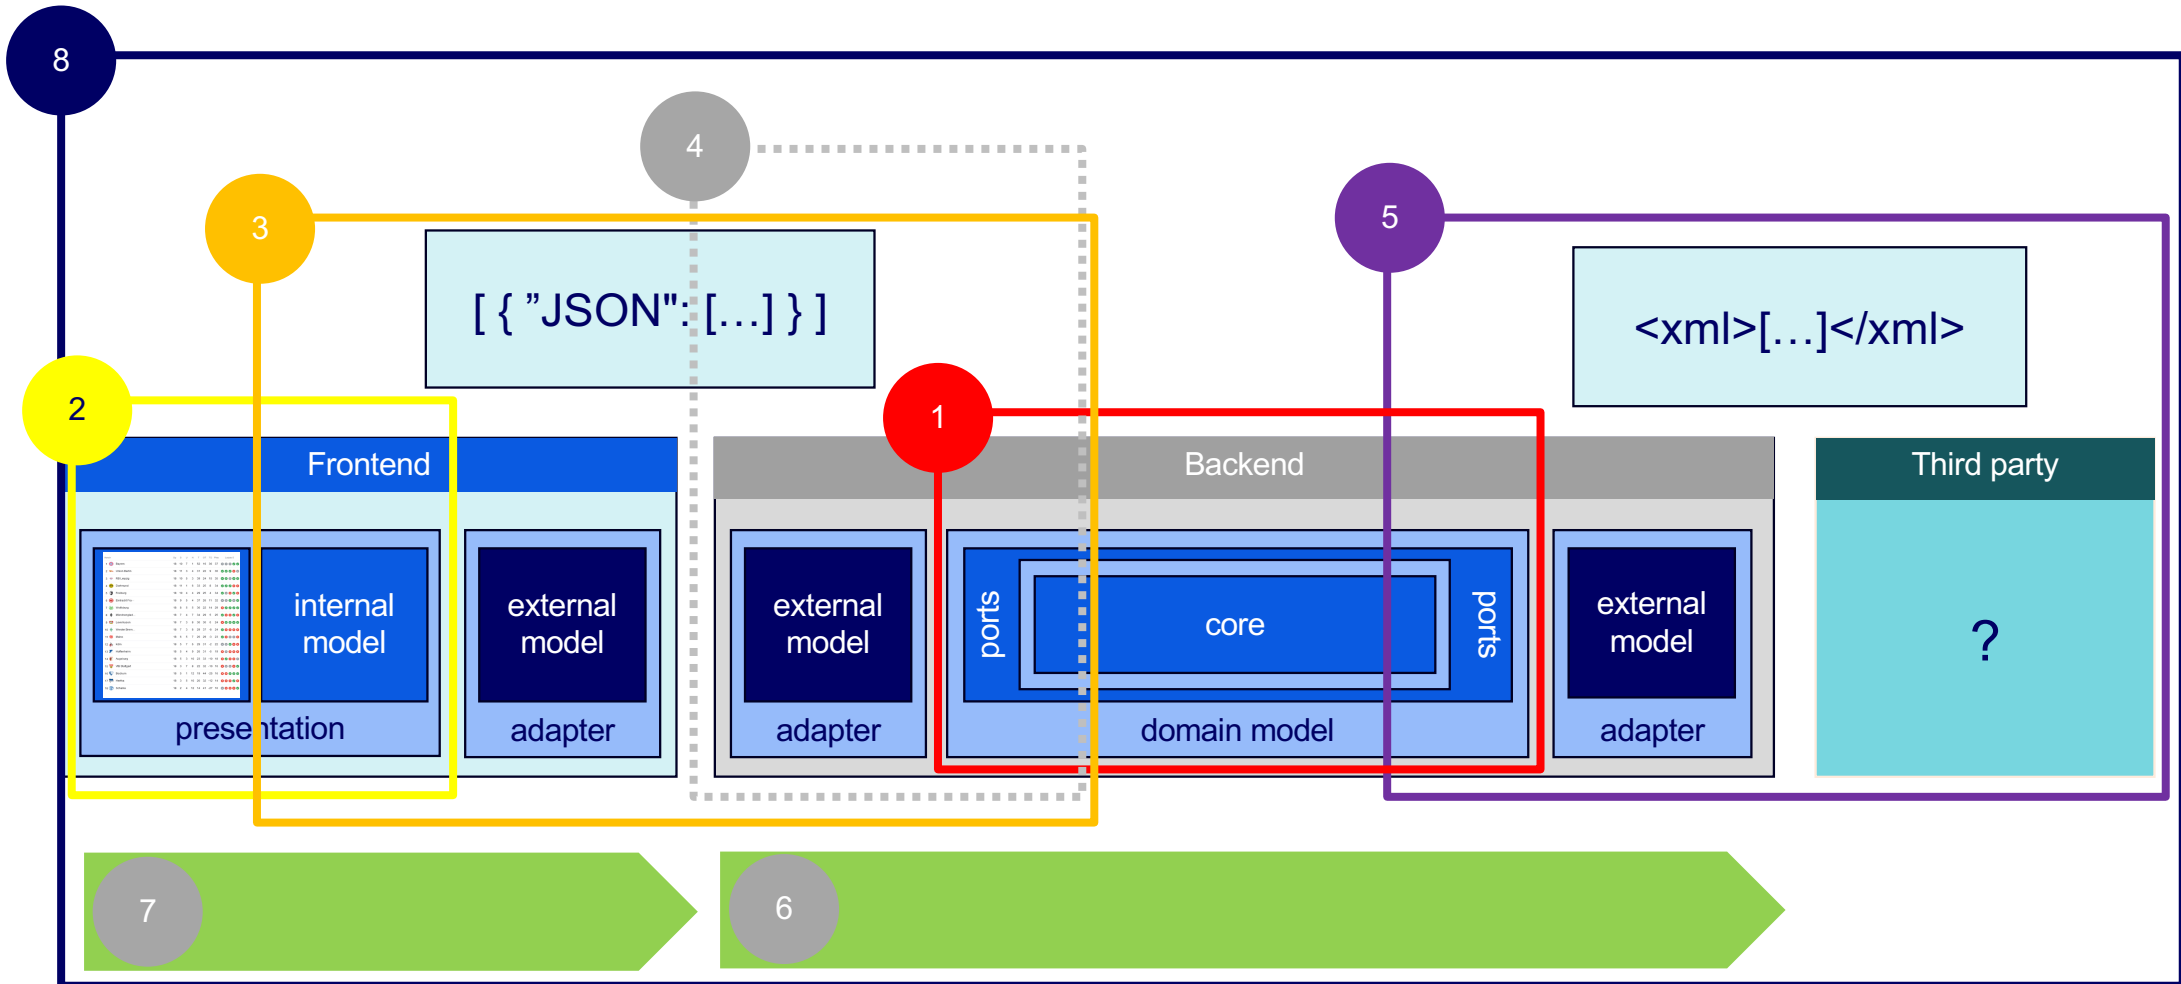 8
4
3
5
[ { ”JSON": […] } ]
<xml>[…]</xml>
2
1
Frontend
Backend
Third party
internal
model
external
model
external
model
ports
core
ports
external
model
?
presentation
adapter
adapter
domain model
adapter
7
6